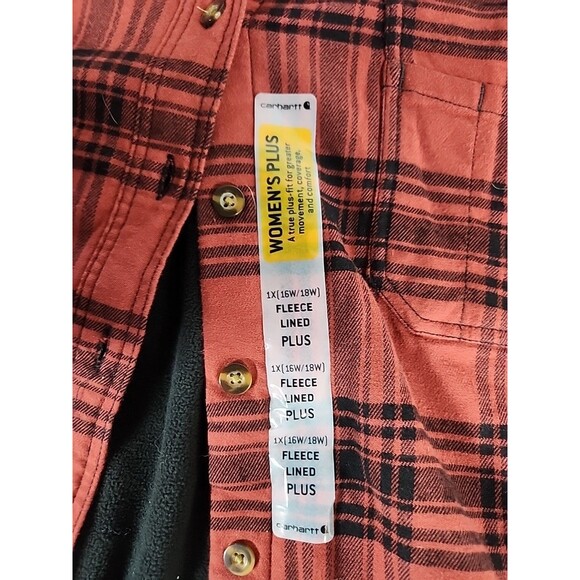 carhartt
WOMEN'S PLUS
A true plus-fit for greater
movement, coverage,
and comfort
1X(16W/18W)
FLEECE
LINED
PLUS
1X(16W/18W)
FLEECE
LINED
PLUS
1X(16W/18W)
FLEECE
LINED
PLUS
carhartt